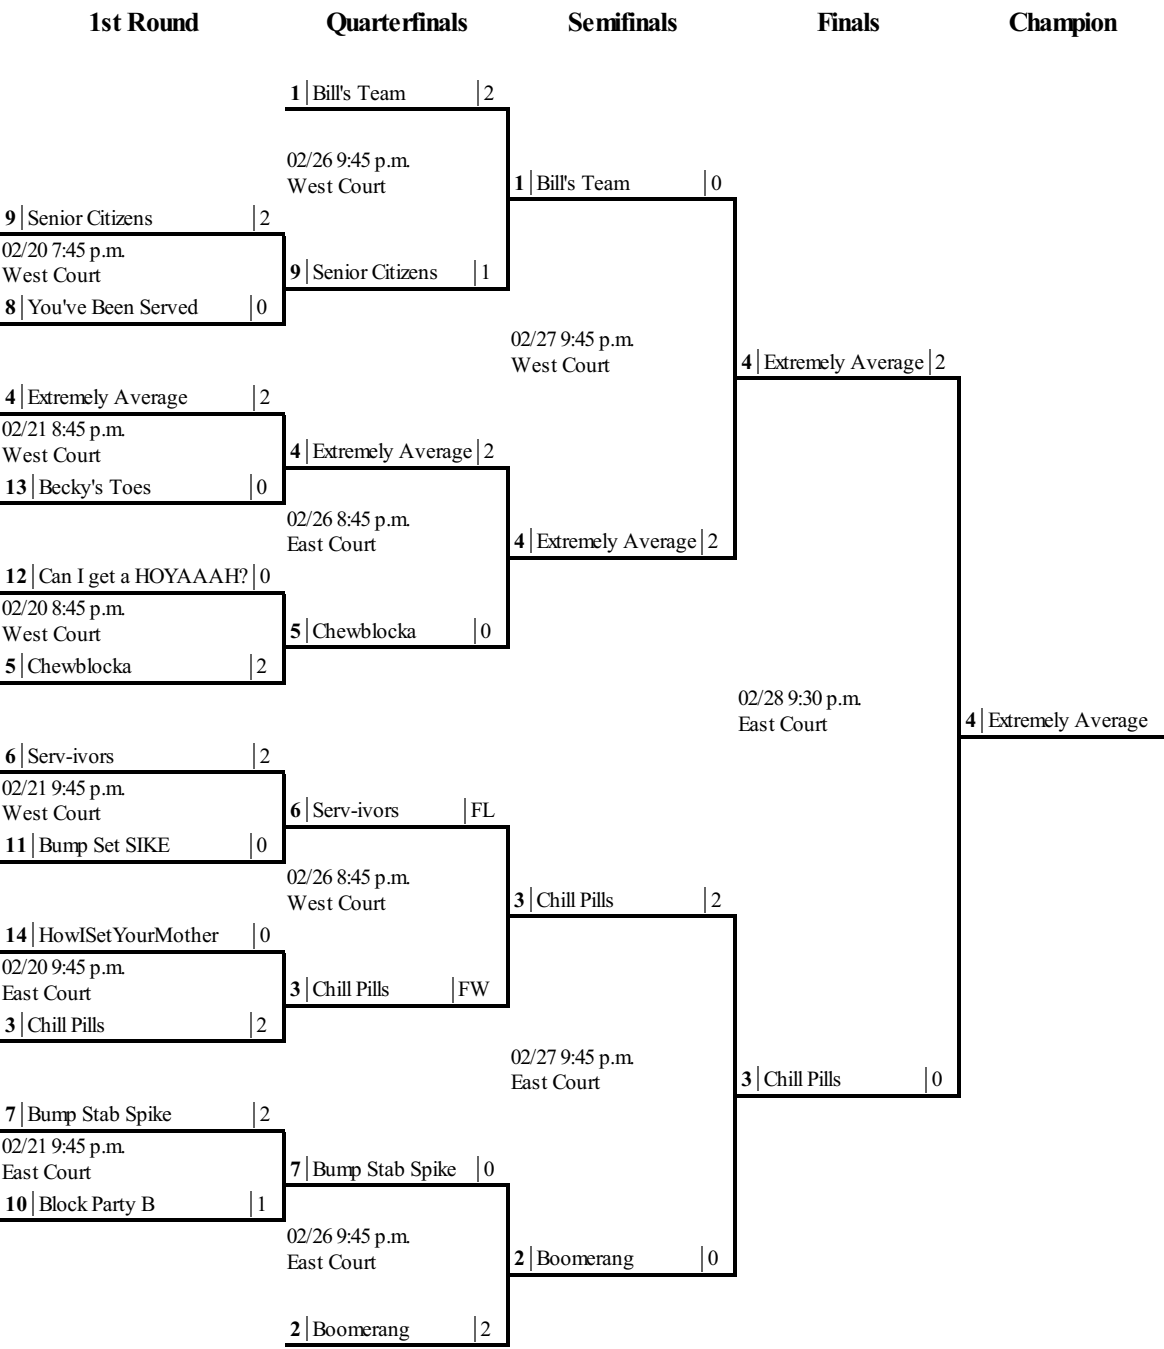 1st Round Quarterfinals Semifinals Finals Champion
1 Bill's Team 2
02/26 9:45 p.m.
West Court
1 Bill's Team 0
9 Senior Citizens 2
02/20 7:45 p.m.
West Court
9 Senior Citizens 1
8 You've Been Served 0
02/27 9:45 p.m.
West Court
4 Extremely Average 2
4 Extremely Average 2
02/21 8:45 p.m.
West Court
4 Extremely Average 2
13 Becky's Toes 0
02/26 8:45 p.m.
East Court
4 Extremely Average 2
12 Can I get a HOYAAAH? 0
02/20 8:45 p.m.
West Court
5 Chewblocka 0
5 Chewblocka 2
02/28 9:30 p.m.
East Court
4 Extremely Average
6 Serv-ivors 2
02/21 9:45 p.m.
West Court
6 Serv-ivors FL
11 Bump Set SIKE 0
02/26 8:45 p.m.
West Court
3 Chill Pills 2
14 HowISetYourMother 0
02/20 9:45 p.m.
East Court
3 Chill Pills FW
3 Chill Pills 2
02/27 9:45 p.m.
East Court
3 Chill Pills 0
7 Bump Stab Spike 2
02/21 9:45 p.m.
East Court
7 Bump Stab Spike 0
10 Block Party B 1
02/26 9:45 p.m.
East Court
2 Boomerang 0
2 Boomerang 2